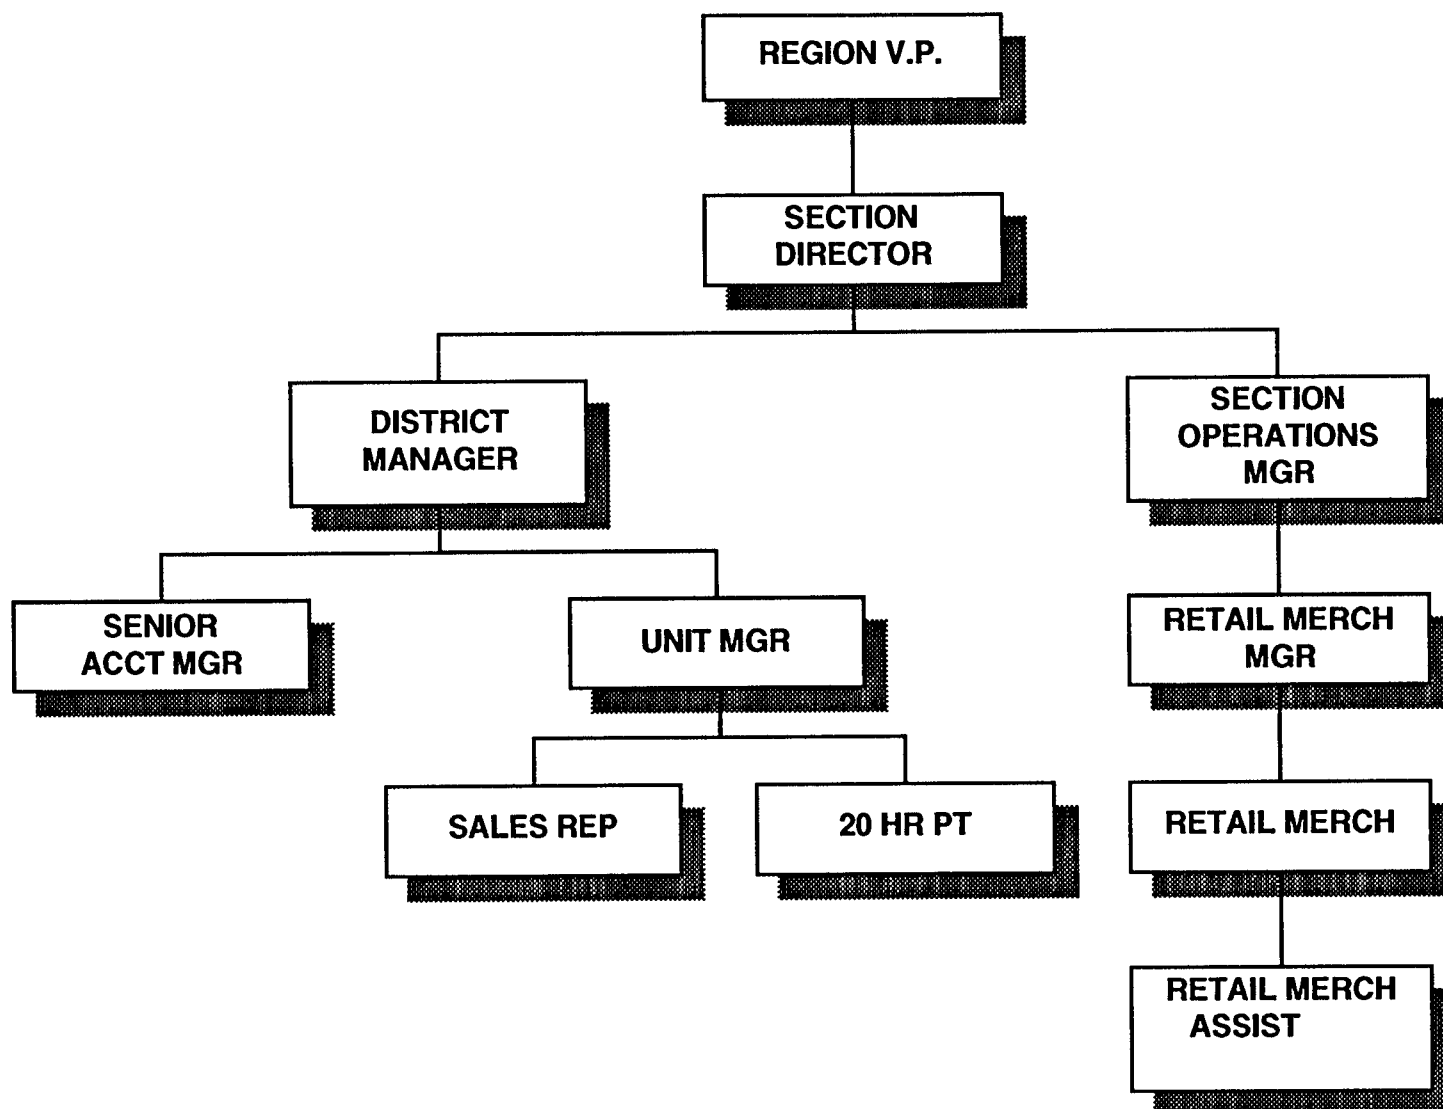 REGION V.P.
SECTION
DIRECTOR
DISTRICT
MANAGER
SECTION
OPERATIONS
MGR
SENIOR
ACCT MGR
UNIT MGR
RETAIL MERCH
MGR
SALES REP
20 HR PT
RETAIL MERCH
RETAIL MERCH
ASSIST